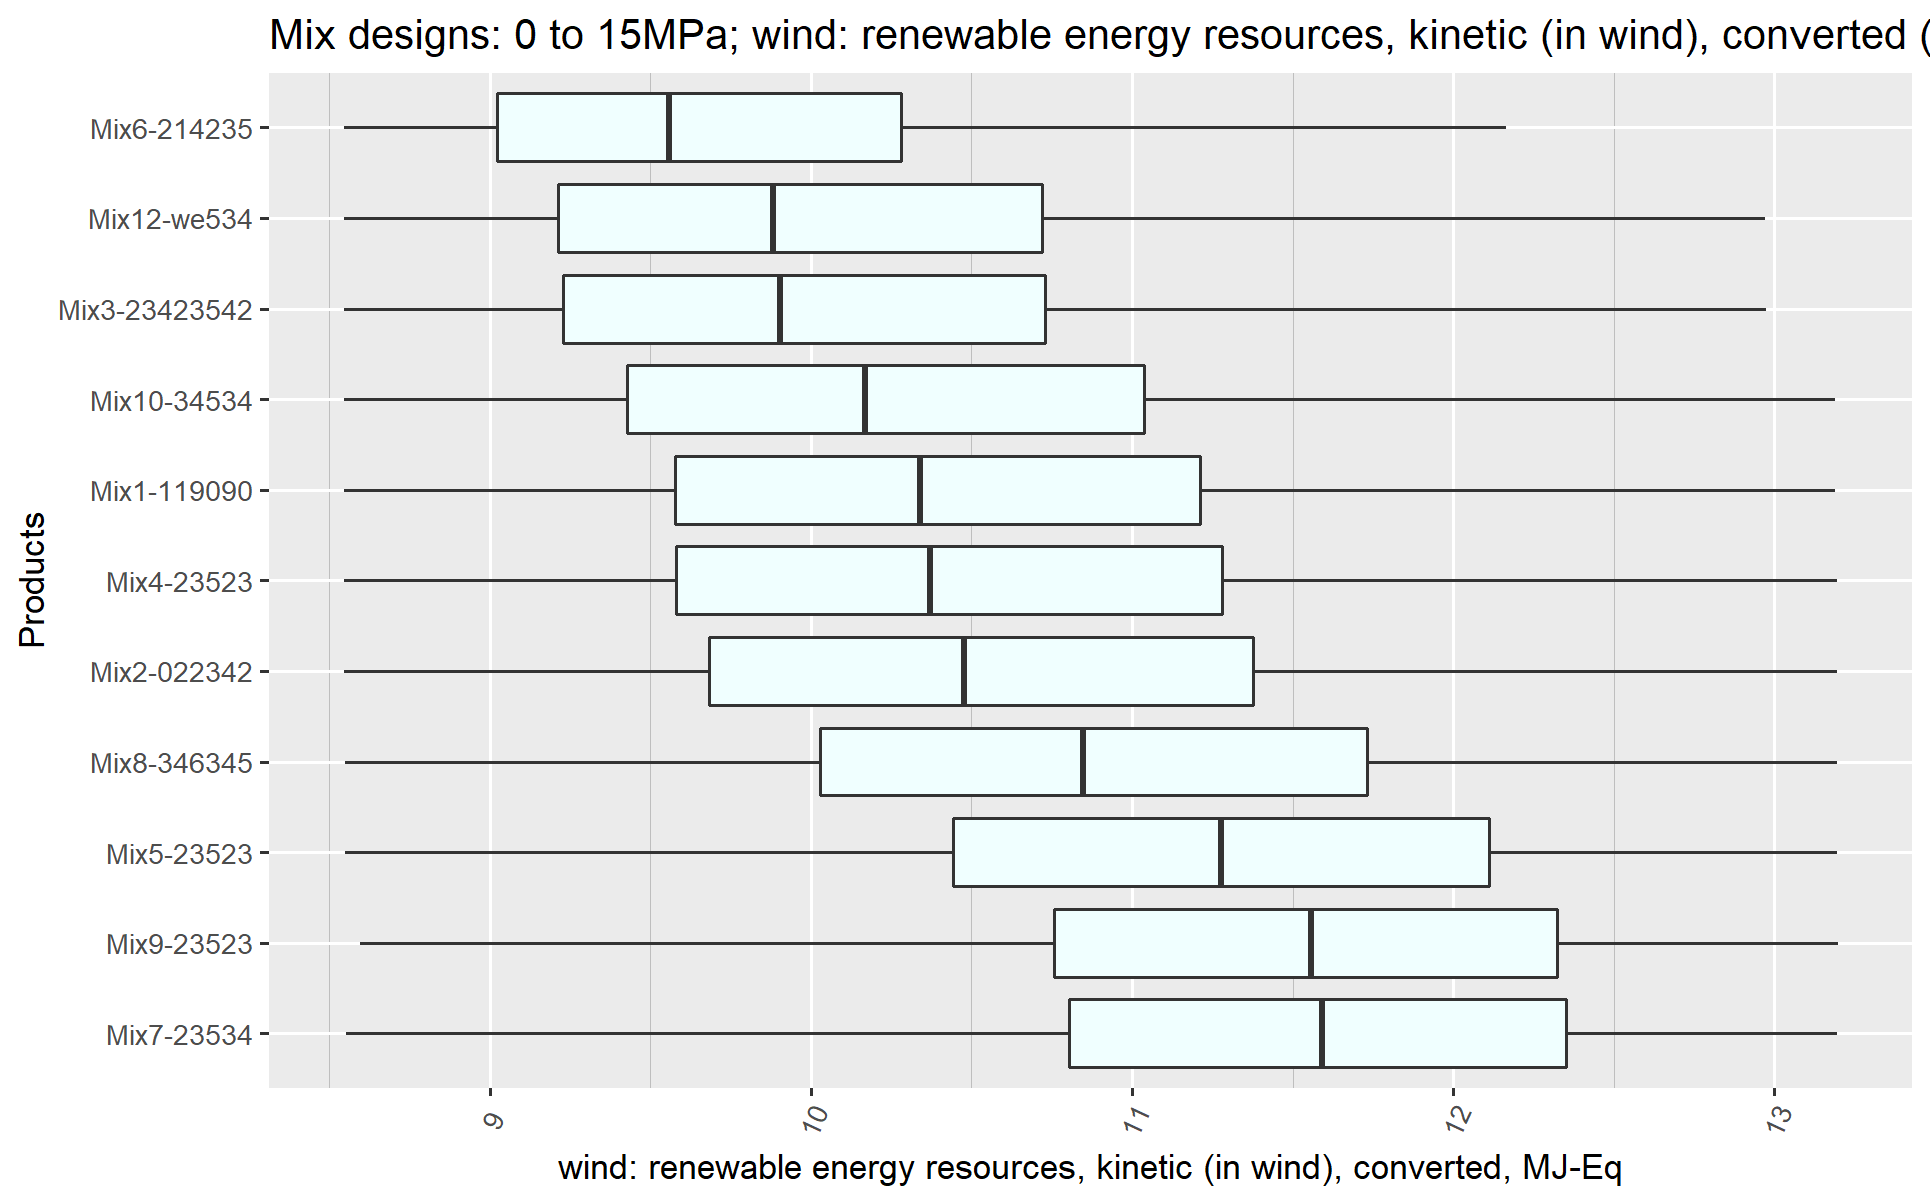 Mix designs: 0 to 15MPa; wind: renewable energy resources, kinetic (in wind), converted (
Mix6-214235
Mix12-we534
Mix3-23423542
Mix10-34534
Mix1-119090
Mix4-23523
Mix2-022342
Mix8-346345
Mix5-23523
Mix9-23523
Mix7-23534
Products
9 10 11 12 13
wind: renewable energy resources, kinetic (in wind), converted, MJ-Eq